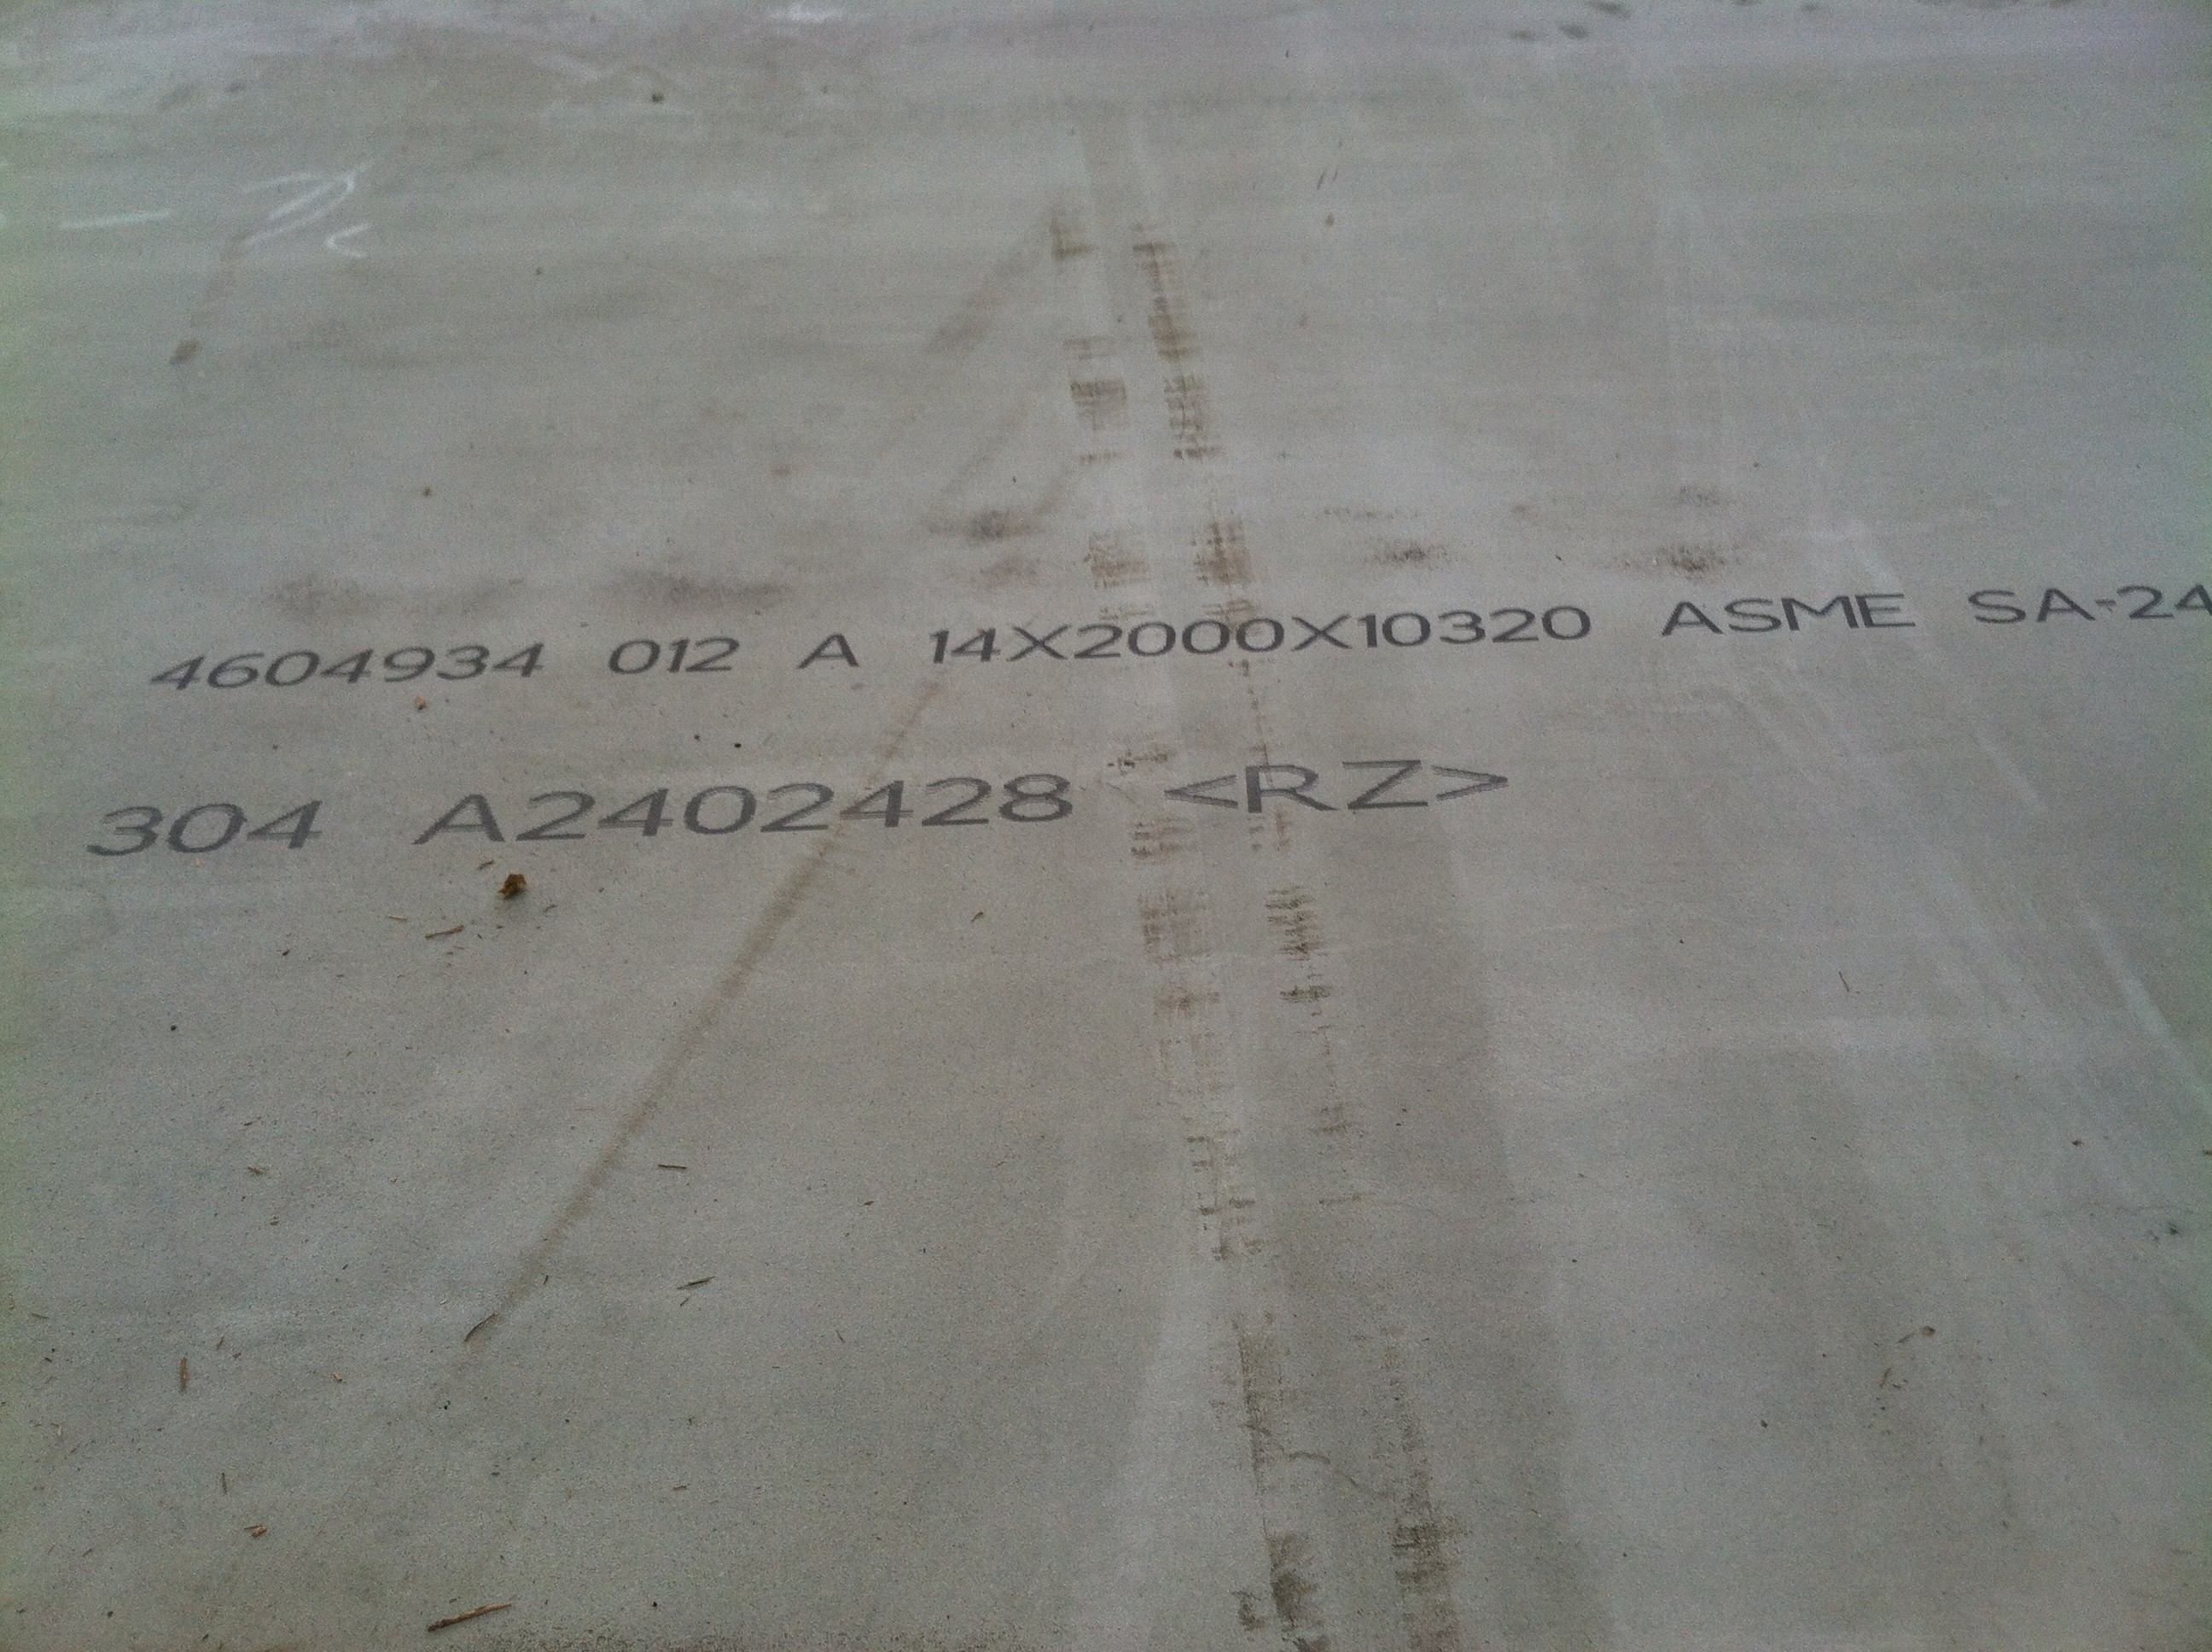 4604934 012 A 14X2000X10320 ASME SA-24
304 A2402428 <RZ>